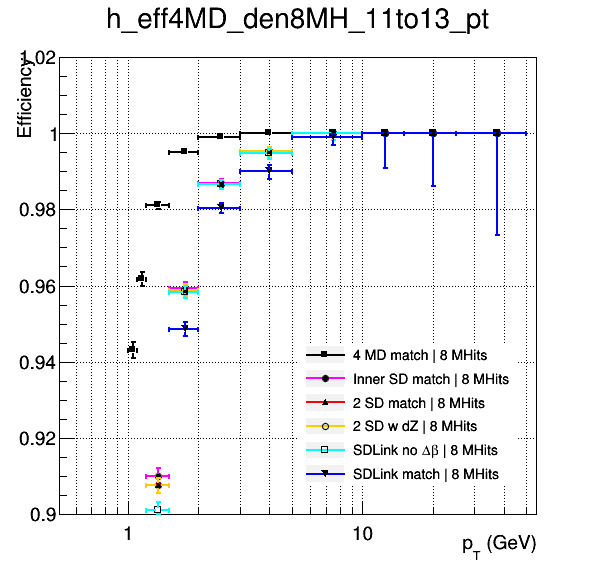 h_eff4MD_den8MH_11to13_pt
Efficiency
1.02
1
0.98
0.96
0.94
0.92
0.9
4 MD match | 8 MHits
Inner SD match | 8 MHits
2 SD match | 8 MHits
2 SD w dZ | 8 MHits
SDLink no Δβ | 8 MHits
SDLink match | 8 MHits
1
10
p_T (GeV)